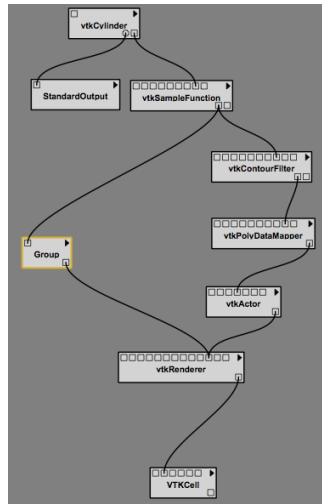 vtkCylinder
StandardOutput
vtkSampleFunction
vtkContourFilter
vtkPolyDataMapper
Group
vtkActor
vtkRenderer
VTKCell